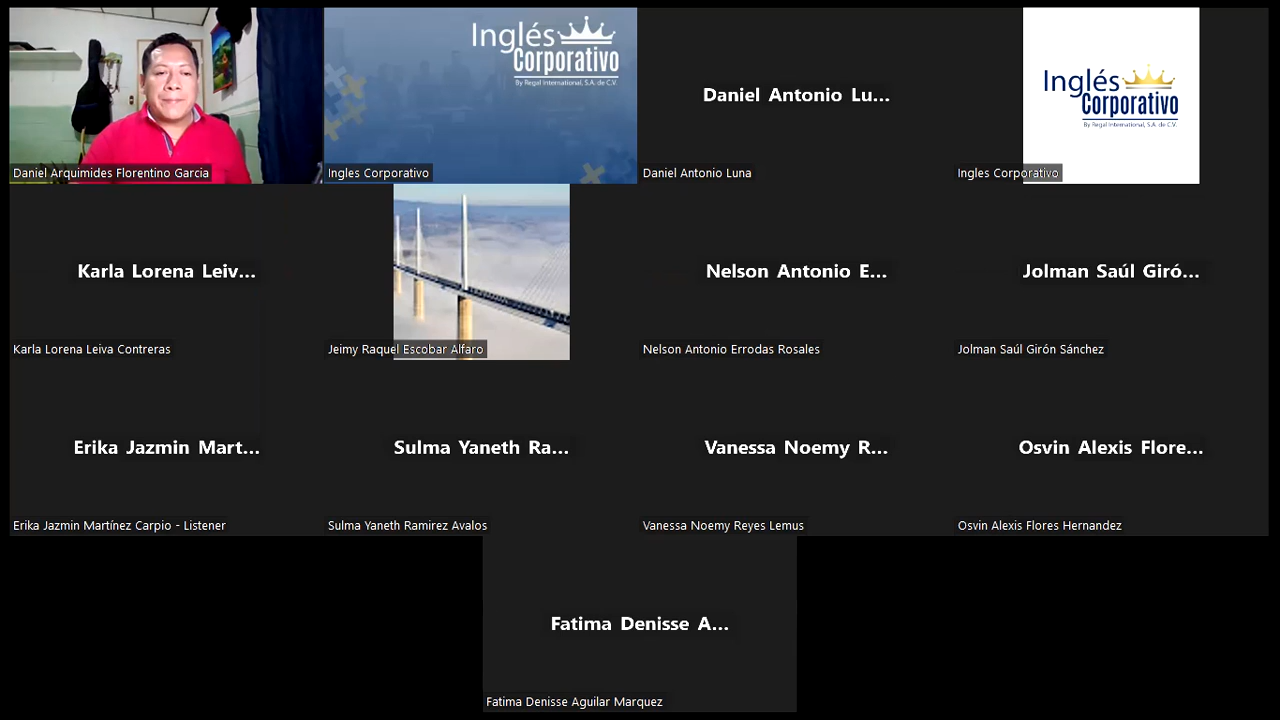 Inglés
Corporativo
By Regal International, S.A. de C.V.
Daniel Arquimides Florentino Garcia
Ingles Corporativo
Daniel Antonio Lu...
Daniel Antonio Luna
Inglés
Corporativo
By Regal International, S.A. de C.V.
Ingles Corporativo
Karla Lorena Leiv...
Karla Lorena Leiva Contreras
Jeimy Raquel Escobar Alfaro
Nelson Antonio E...
Nelson Antonio Errodas Rosales
Jolman Saúl Giró...
Jolman Saúl Girón Sánchez
Erika Jazmin Mart...
Erika Jazmin Martínez Carpio - Listener
Sulma Yaneth Ra...
Sulma Yaneth Ramirez Avalos
Vanessa Noemy R...
Vanessa Noemy Reyes Lemus
Osvin Alexis Flore...
Osvin Alexis Flores Hernandez
Fatima Denisse A...
Fatima Denisse Aguilar Marquez